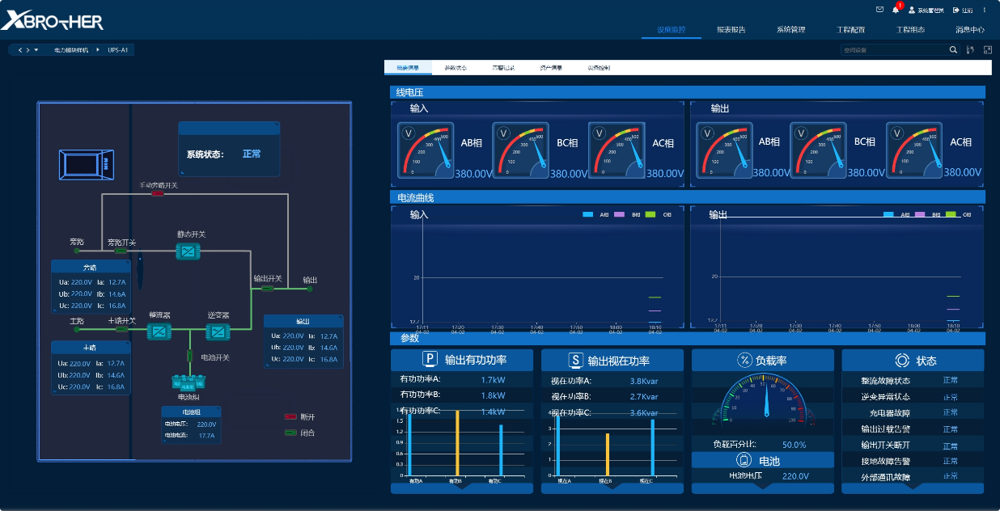 XBROTHER
1
系统管理员
注销
设施监控 报表报告 系统管理 工程配置 工程组态 消息中心
电力模块样机 UPS-A1
空间设备
概要信息 参数状态 告警记录 资产信息 设备控制
系统状态: 正常
手动旁路开关
静态开关
旁路 旁路开关
输出开关 输出
旁路
Ua: 220.0V Ia: 12.7A
Ub: 220.0V Ib: 14.6A
Uc: 220.0V Ic: 16.8A
主路 主路开关 整流器 逆变器
主路
Ua: 220.0V Ia: 12.7A
Ub: 220.0V Ib: 14.6A
Uc: 220.0V Ic: 16.8A
输出
Ua: 220.0V Ia: 12.7A
Ub: 220.0V Ib: 14.6A
Uc: 220.0V Ic: 16.8A
电池开关
电池组
电池组
电池电压: 220.0V
电池电流: 17.7A
断开
闭合
线电压
输入
V 0 100 200 300 400 500 AB相 380.00V
V 0 100 200 300 400 500 BC相 380.00V
V 0 100 200 300 400 500 AC相 380.00V
输出
V 0 100 200 300 400 500 AB相 380.00V
V 0 100 200 300 400 500 BC相 380.00V
V 0 100 200 300 400 500 AC相 380.00V
电流曲线
输入 A相 B相 C相
20
12.7
17:11 17:20 17:30 17:40 17:50 18:00 18:10
04-02 04-02 04-02 04-02 04-02 04-02 04-02
输出 A相 B相 C相
20
12.7
17:11 17:20 17:30 17:40 17:50 18:00 18:10
04-02 04-02 04-02 04-02 04-02 04-02 04-02
参数
P 输出有功功率
有功功率A: 1.7kW
有功功率B: 1.8kW
有功功率C: 1.4kW
1.8
1.5
1.2
0.9
0.6
0.3
0
有功A 有功B 有功C
S 输出视在功率
视在功率A: 3.8Kvar
视在功率B: 2.7Kvar
视在功率C: 3.6Kvar
4
3
2
1
0
视在A 视在B 视在C
% 负载率
0 10 20 30 40 50 60 70 80 90 100
负载百分比: 50.0%
电池
电池电压 220.0V
状态
整流故障状态 正常
逆变异常状态 正常
充电器故障 正常
输出过载告警 正常
输出开关断开 正常
接地故障告警 正常
外部通讯故障 正常